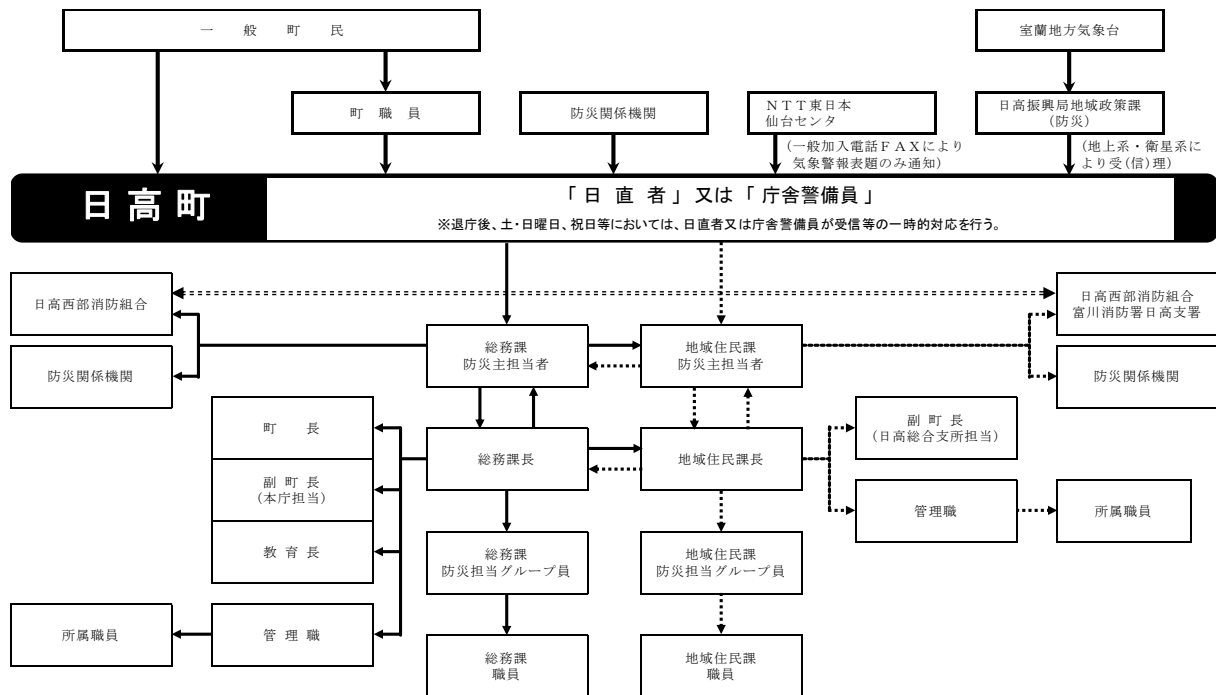 一 般 町 民
室蘭地方気象台
町 職 員
防災関係機関
NTT東日本
仙台センタ
日高振興局地域政策課
(防災)
(一般加入電話FAXにより
気象警報表題のみ通知)
(地上系・衛星系に
より受(信)理)
日高町
「 日 直 者 」 又は 「 庁舎警備員 」
※退庁後、土・日曜日、祝日等においては、日直者又は庁舎警備員が受信等の一時的対応を行う。
日高西部消防組合
日高西部消防組合
富川消防署日高支署
総務課
防災主担当者
地域住民課
防災主担当者
防災関係機関
防災関係機関
町 長
総務課長
地域住民課長
副 町 長
(日高総合支所担当)
副 町 長
(本庁担当)
管理職
所属職員
教 育 長
総務課
防災担当グループ員
地域住民課
防災担当グループ員
所属職員
管 理 職
総務課
職員
地域住民課
職員